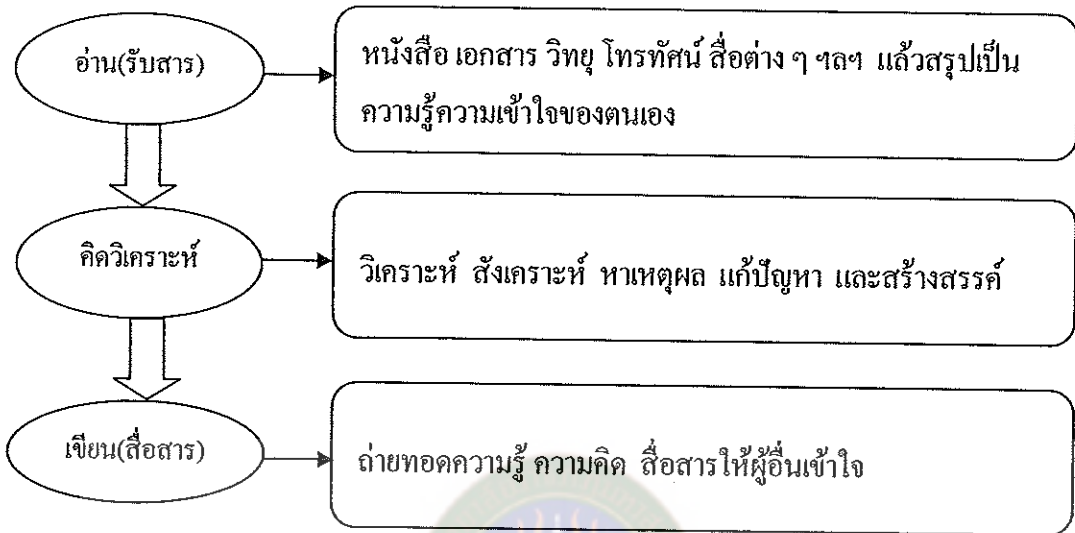 อ่าน(รับสาร)
หนังสือ เอกสาร วิทยุ โทรทัศน์ สื่อต่าง ๆ ฯลฯ แล้วสรุปเป็น
ความรู้ความเข้าใจของตนเอง
คิดวิเคราะห์
วิเคราะห์ สังเคราะห์ หาเหตุผล แก้ปัญหา และสร้างสรรค์
เขียน(สื่อสาร)
ถ่ายทอดความรู้ ความคิด สื่อสารให้ผู้อื่นเข้าใจ